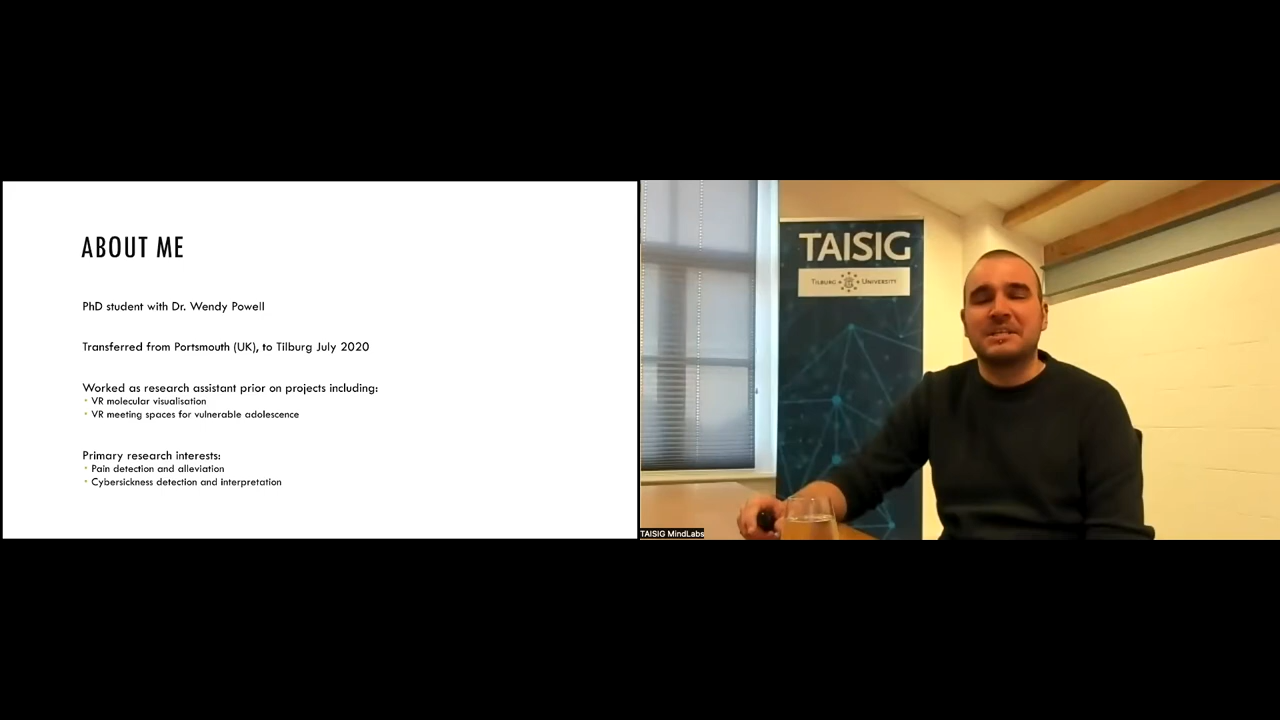 ABOUT ME
PhD student with Dr. Wendy Powell
Transferred from Portsmouth (UK), to Tilburg July 2020
Worked as research assistant prior on projects including:
VR molecular visualisation
VR meeting spaces for vulnerable adolescence
Primary research interests:
Pain detection and alleviation
Cybersickness detection and interpretation
TAISIG
TILBURG UNIVERSITY
TAISIG MindLabs